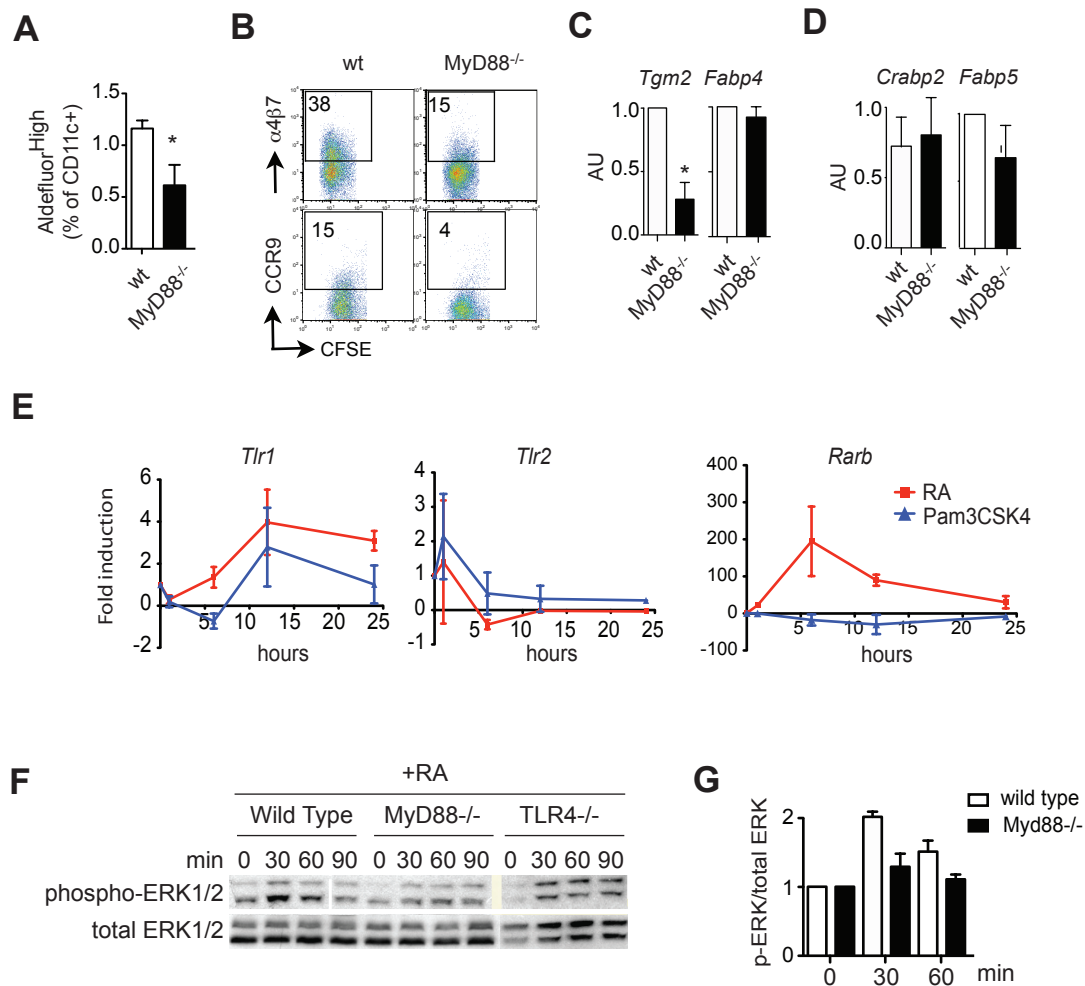 A
Aldefluor^High
(% of CD11c+)
1.5
1.0
0.5
0.0
*
wt
MyD88-/-
B
wt
MyD88-/-
α4β7
38
15
CCR9
15
4
CFSE
C
Tgm2
Fabp4
AU
1.0
0.5
0.0
*
wt
MyD88-/-
wt
MyD88-/-
D
Crabp2
Fabp5
AU
1.0
0.5
0.0
wt
MyD88-/-
wt
MyD88-/-
E
Tlr1
Fold induction
6
4
2
0
-2
5 10 15 20 25
hours
Tlr2
4
3
2
1
0
-1
5 10 15 20 25
hours
Rarb
400
300
200
100
0
-100
5 10 15 20 25
hours
RA
Pam3CSK4
F
+RA
Wild Type MyD88-/- TLR4-/-
min 0 30 60 90 0 30 60 90 0 30 60 90
phospho-ERK1/2
total ERK1/2
G
p-ERK/total ERK
2
1
0
0 30 60 min
wild type
Myd88-/-